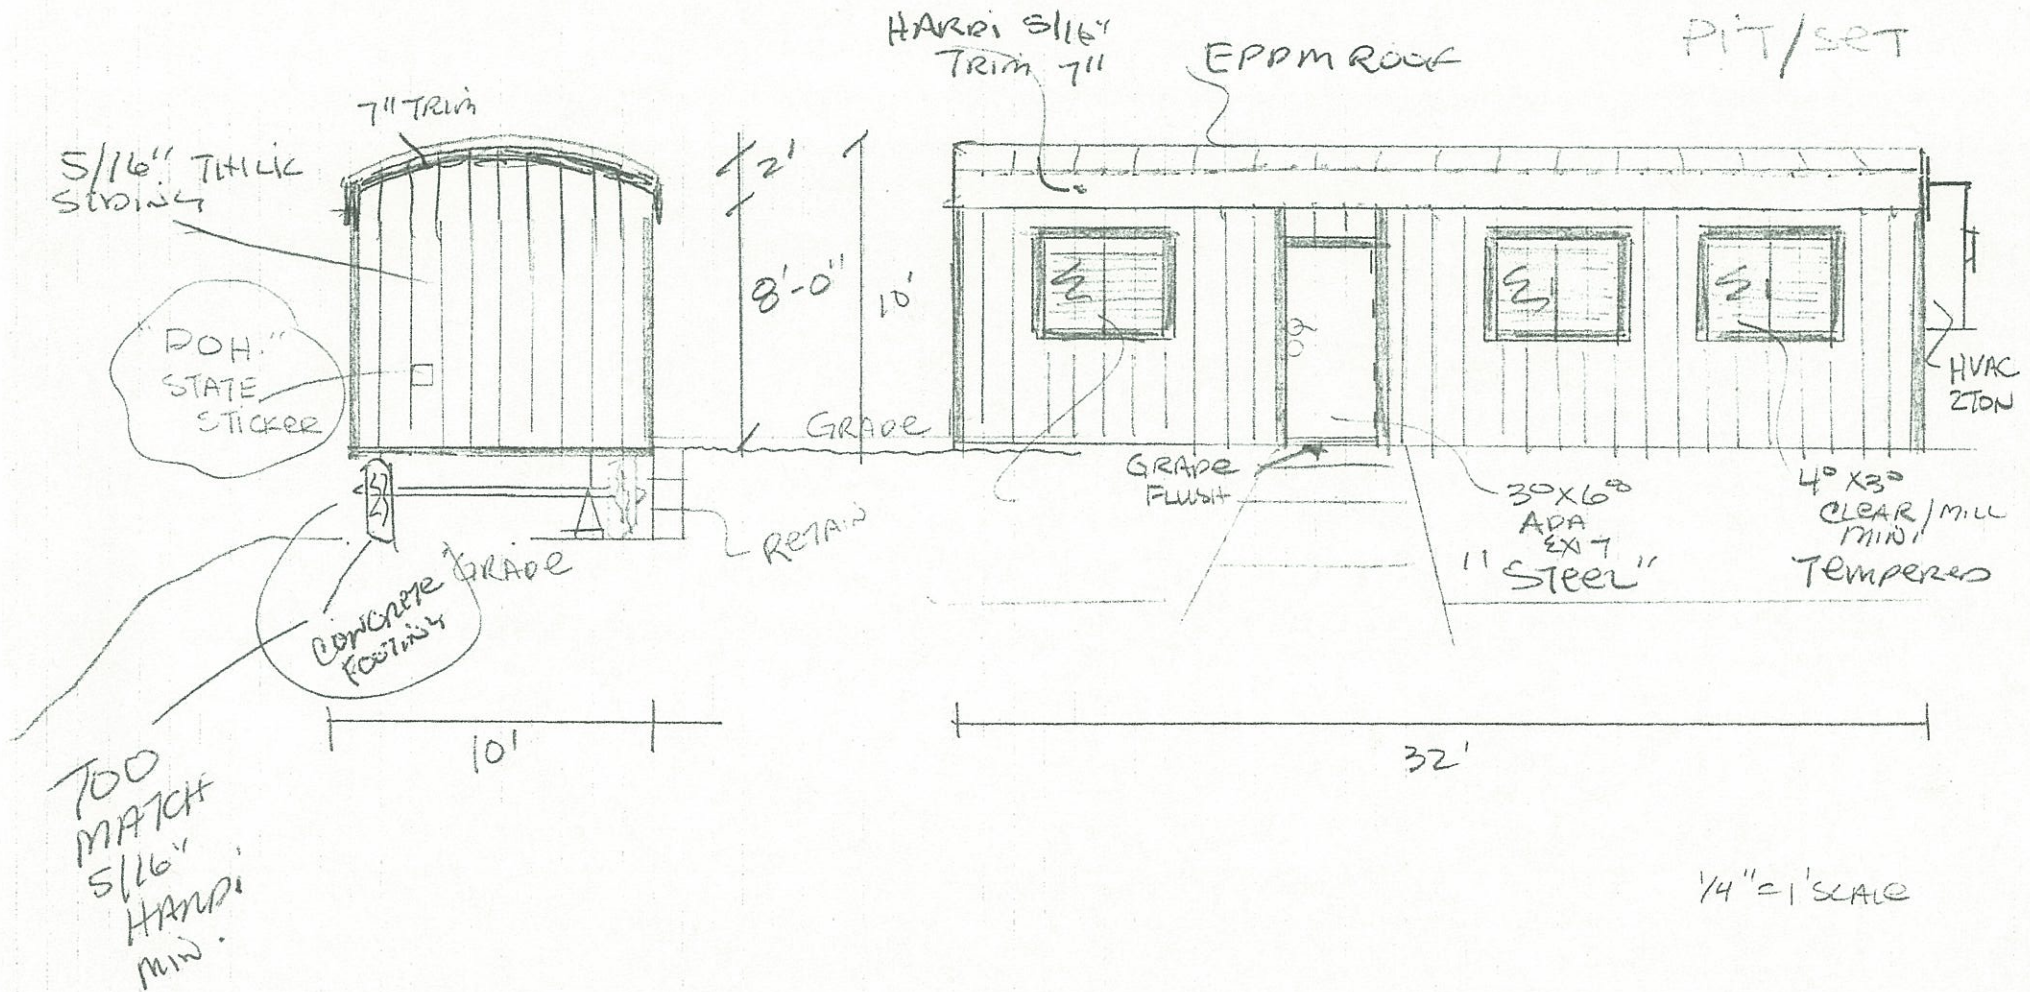 HARDi 5/16"
TRiM 7"
EPDM ROOF
PiT/SeT
7" TRiM
5/16" THILK
SIDING
2'
8'-0"
10'
"DOH."
STATE
STiCKeR
GRADe
HVAC
2TON
GRADe
FLUSH
3⁰X6⁸
ADA
EXiT
"STeeL"
4⁰X3⁰
CLEAR/MiLL
MiNi
TeMPeReD
ReTAiN
GRADe
CONCReTe
FOOTiNG
10'
32'
TOO
MATCH
5/16"
HARDi
MiN.
1/4"=1' SCALe